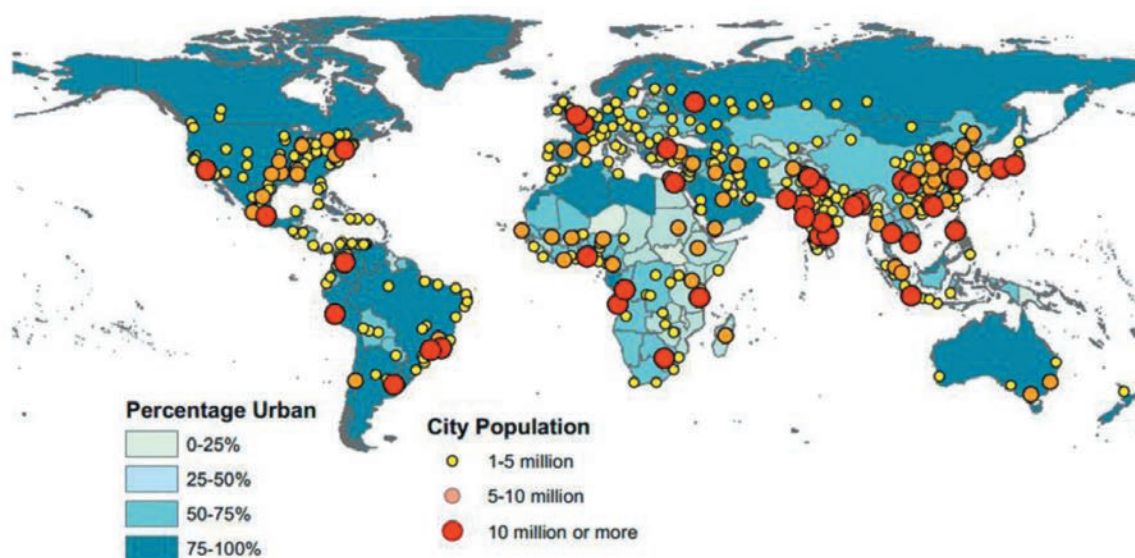 Percentage Urban
0-25%
25-50%
50-75%
75-100%
City Population
1-5 million
5-10 million
10 million or more